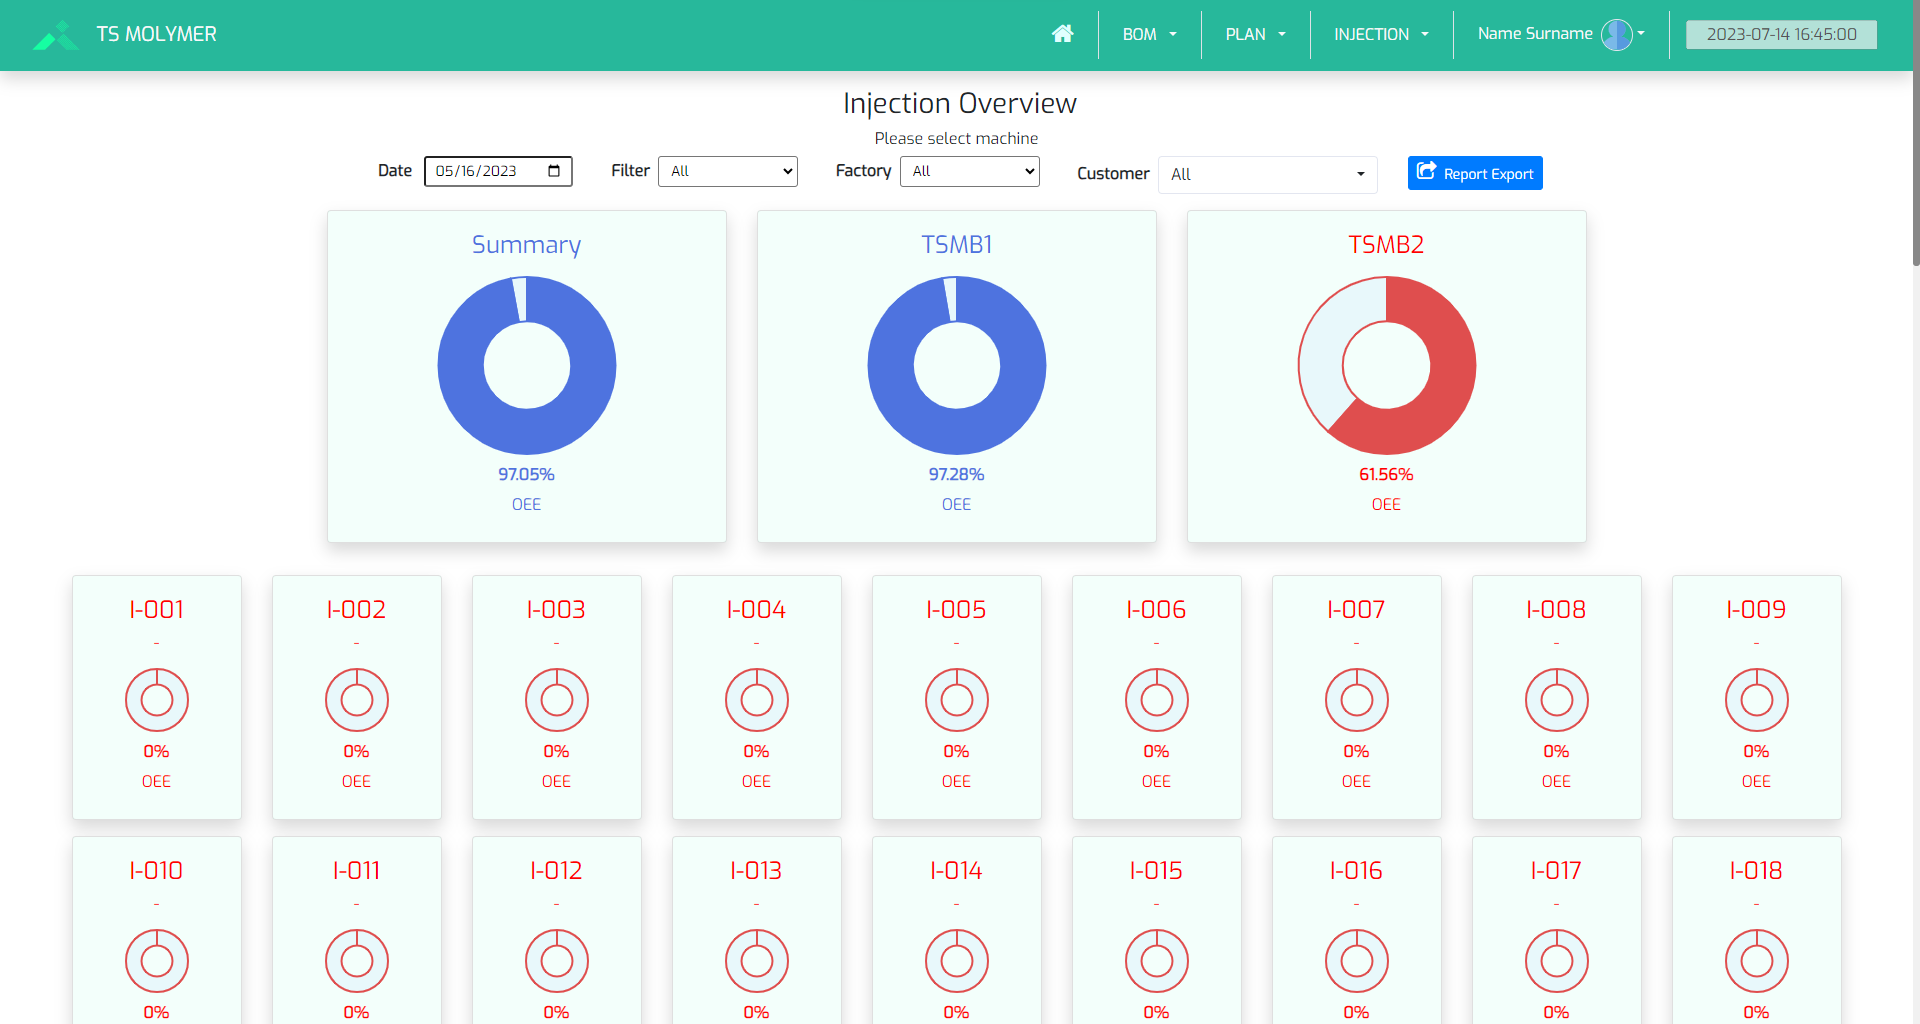 TS MOLYMER
BOM PLAN INJECTION Name Surname 2023-07-14 16:45:00
Injection Overview
Please select machine
Date 05/16/2023 Filter All Factory All Customer All Report Export
Summary TSMB1 TSMB2
97.05% 97.28% 61.56%
OEE OEE OEE
I-001 I-002 I-003 I-004 I-005 I-006 I-007 I-008 I-009
- - - - - - - - -
0% 0% 0% 0% 0% 0% 0% 0% 0%
OEE OEE OEE OEE OEE OEE OEE OEE OEE
I-010 I-011 I-012 I-013 I-014 I-015 I-016 I-017 I-018
- - - - - - - - -
0% 0% 0% 0% 0% 0% 0% 0% 0%